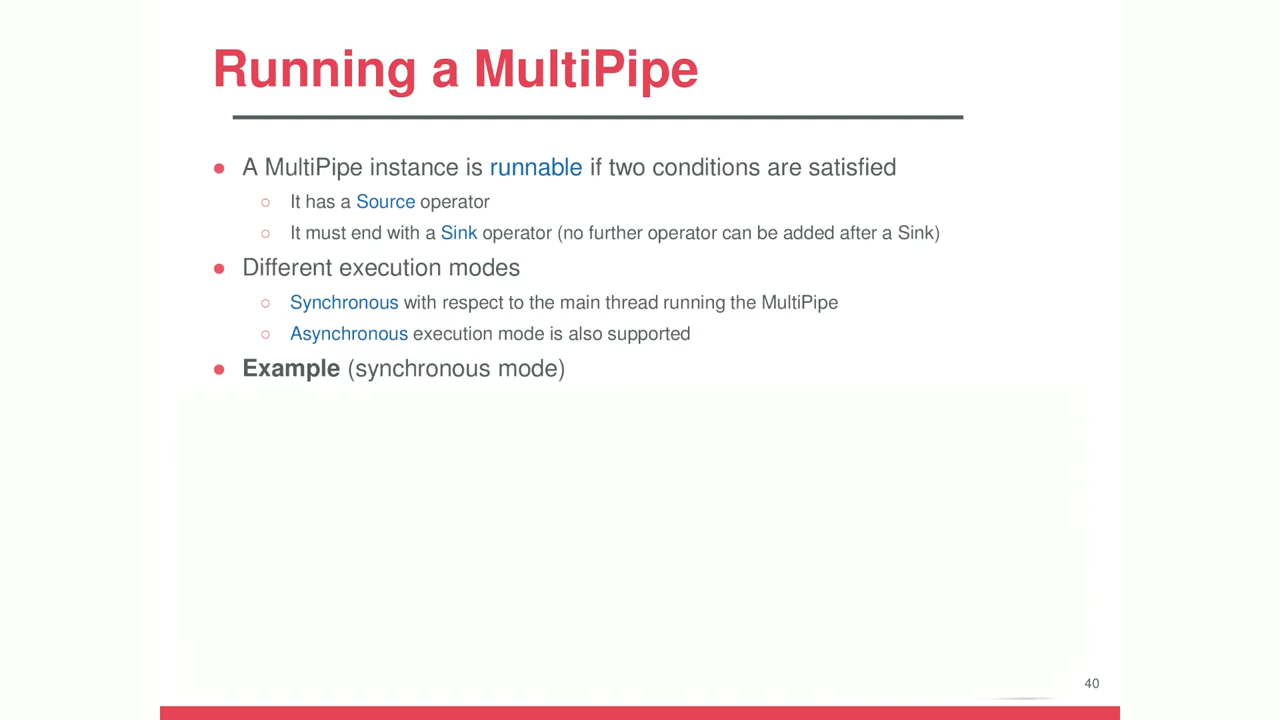 Running a MultiPipe
● A MultiPipe instance is runnable if two conditions are satisfied
○ It has a Source operator
○ It must end with a Sink operator (no further operator can be added after a Sink)
● Different execution modes
○ Synchronous with respect to the main thread running the MultiPipe
○ Asynchronous execution mode is also supported
● Example (synchronous mode)
40